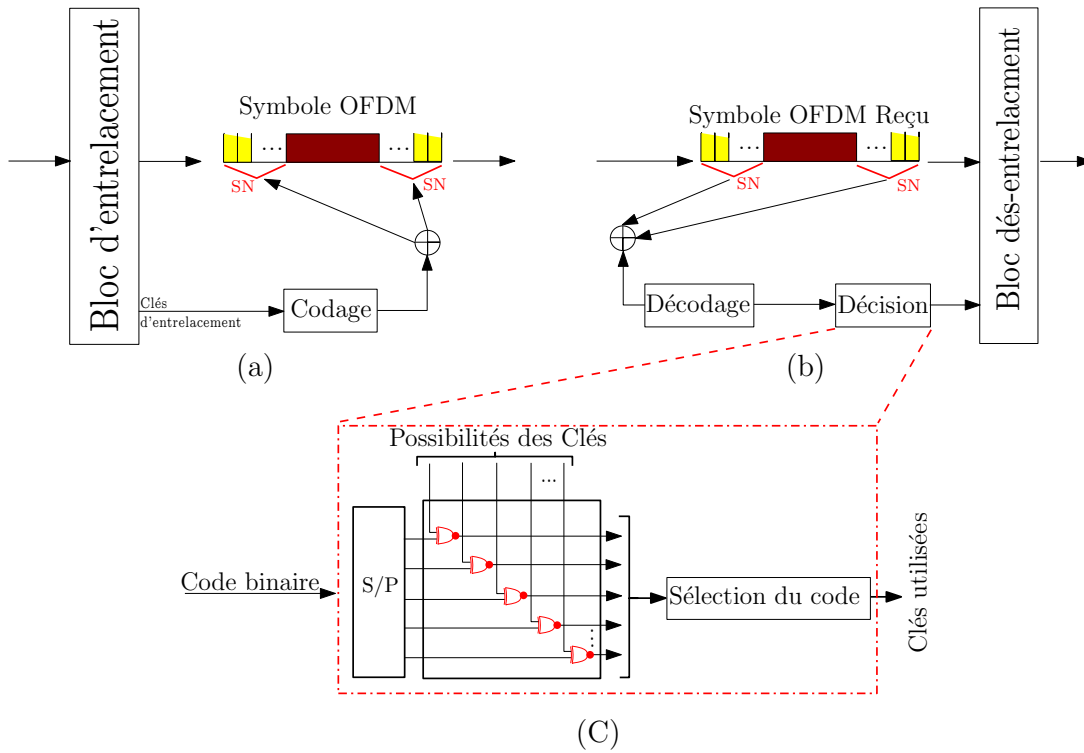 Bloc d'entrelacement
Symbole OFDM
...
...
SN
SN
Clés
d'entrelacement
Codage
(a)
Symbole OFDM Reçu
...
...
SN
SN
Décodage
Décision
Bloc dés-entrelacment
(b)
Possibilités des Clés
...
Code binaire
S/P
...
Sélection du code
Clés utilisées
(C)